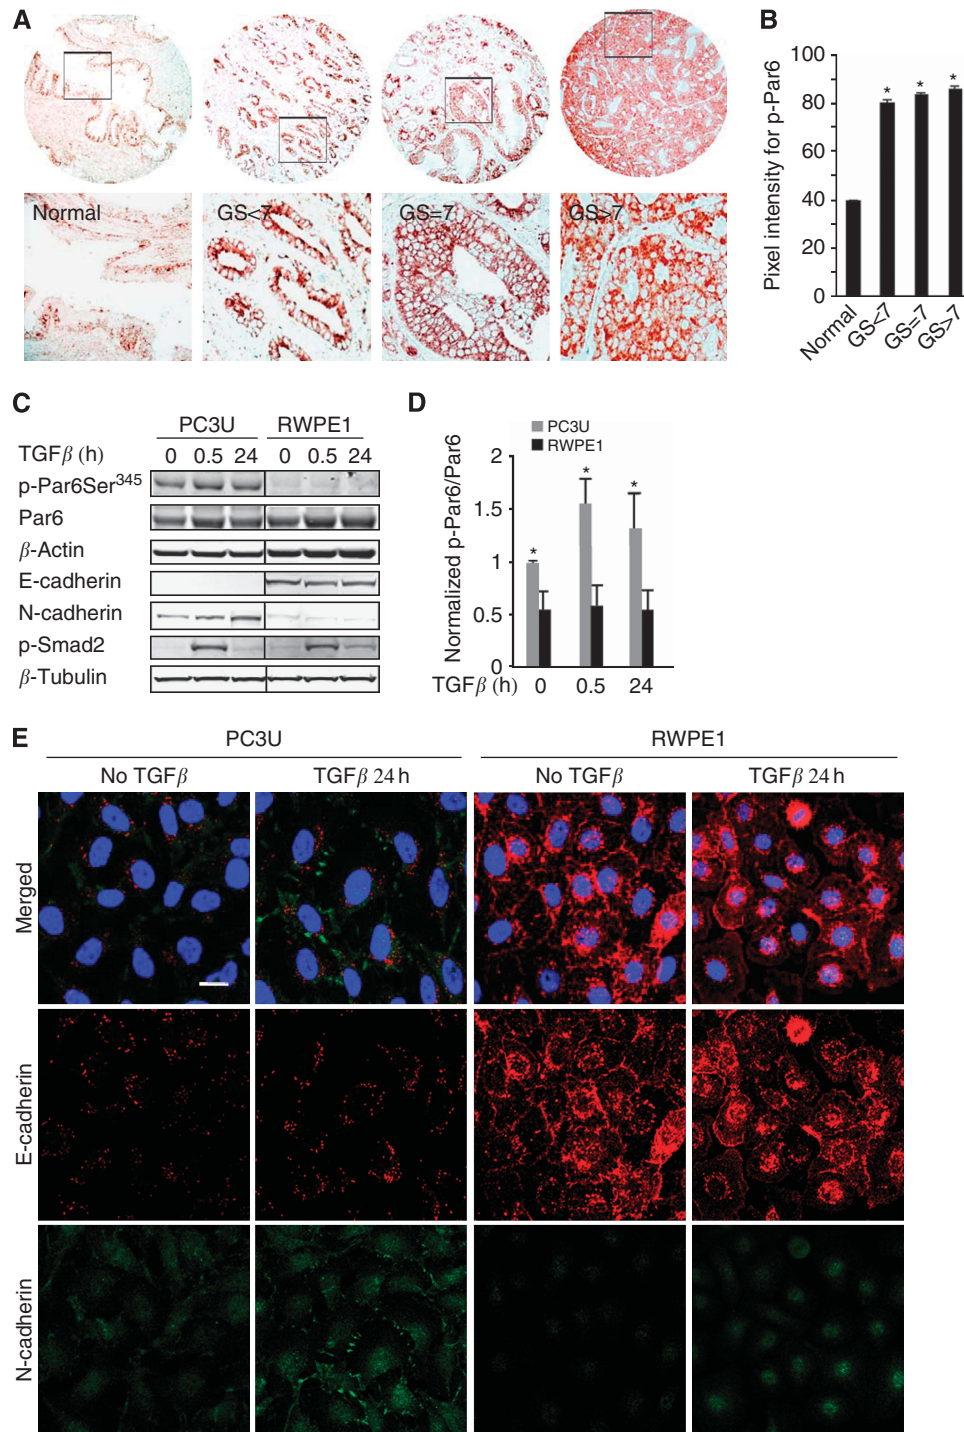 A
Normal
GS<7
GS=7
GS>7
B
Pixel intensity for p-Par6
100
80
60
40
20
0
*
*
*
Normal
GS<7
GS=7
GS>7
C
PC3U
RWPE1
TGFβ (h)
0 0.5 24 0 0.5 24
p-Par6Ser³⁴⁵
Par6
β-Actin
E-cadherin
N-cadherin
p-Smad2
β-Tubulin
D
PC3U
RWPE1
Normalized p-Par6/Par6
2
1.5
1
0.5
0
*
*
*
TGFβ (h) 0 0.5 24
E
PC3U
RWPE1
No TGFβ
TGFβ 24 h
No TGFβ
TGFβ 24 h
Merged
E-cadherin
N-cadherin